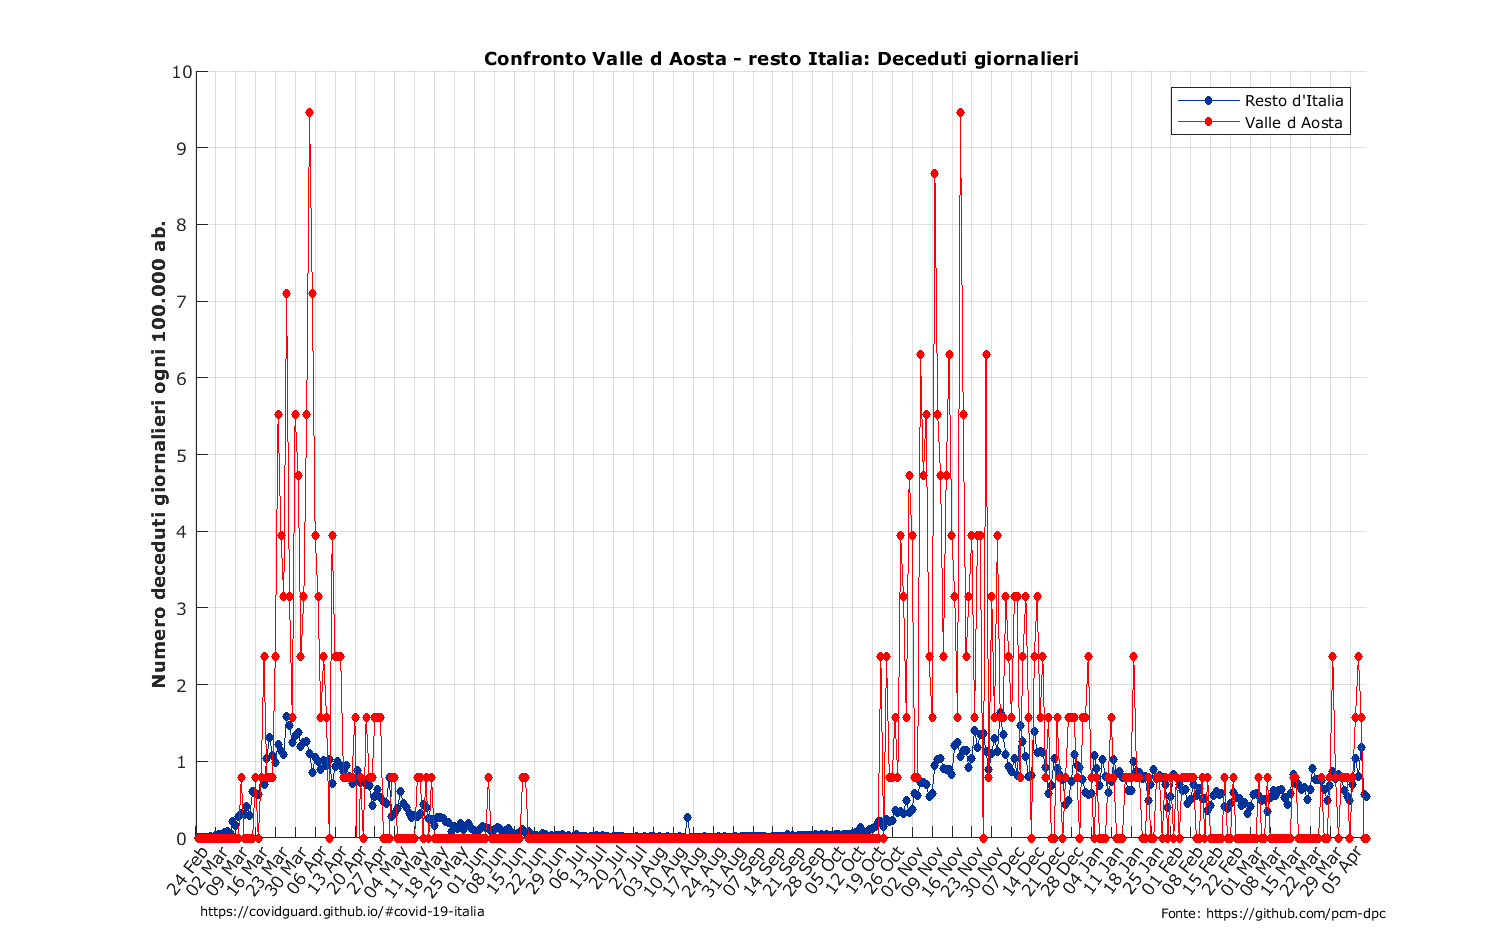 Confronto Valle d Aosta - resto Italia: Deceduti giornalieri
Resto d'Italia
Valle d Aosta
Numero deceduti giornalieri ogni 100.000 ab.
10
9
8
7
6
5
4
3
2
1
0
24 Feb
02 Mar
09 Mar
16 Mar
23 Mar
30 Mar
06 Apr
13 Apr
20 Apr
27 Apr
04 May
11 May
18 May
25 May
01 Jun
08 Jun
15 Jun
22 Jun
29 Jun
06 Jul
13 Jul
20 Jul
27 Jul
03 Aug
10 Aug
17 Aug
24 Aug
31 Aug
07 Sep
14 Sep
21 Sep
28 Sep
05 Oct
12 Oct
19 Oct
26 Oct
02 Nov
09 Nov
16 Nov
23 Nov
30 Nov
07 Dec
14 Dec
21 Dec
28 Dec
04 Jan
11 Jan
18 Jan
25 Jan
01 Feb
08 Feb
15 Feb
22 Feb
01 Mar
08 Mar
15 Mar
22 Mar
29 Mar
05 Apr
https://covidguard.github.io/#covid-19-italia
Fonte: https://github.com/pcm-dpc